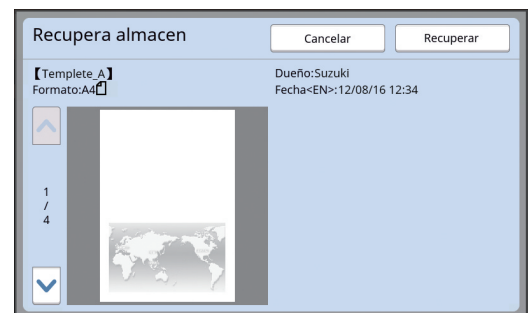 Recupera almacen
Cancelar
Recuperar
【Templete_A】
Formato:A4
Dueño:Suzuki
Fecha<EN>:12/08/16 12:34
1
/
4